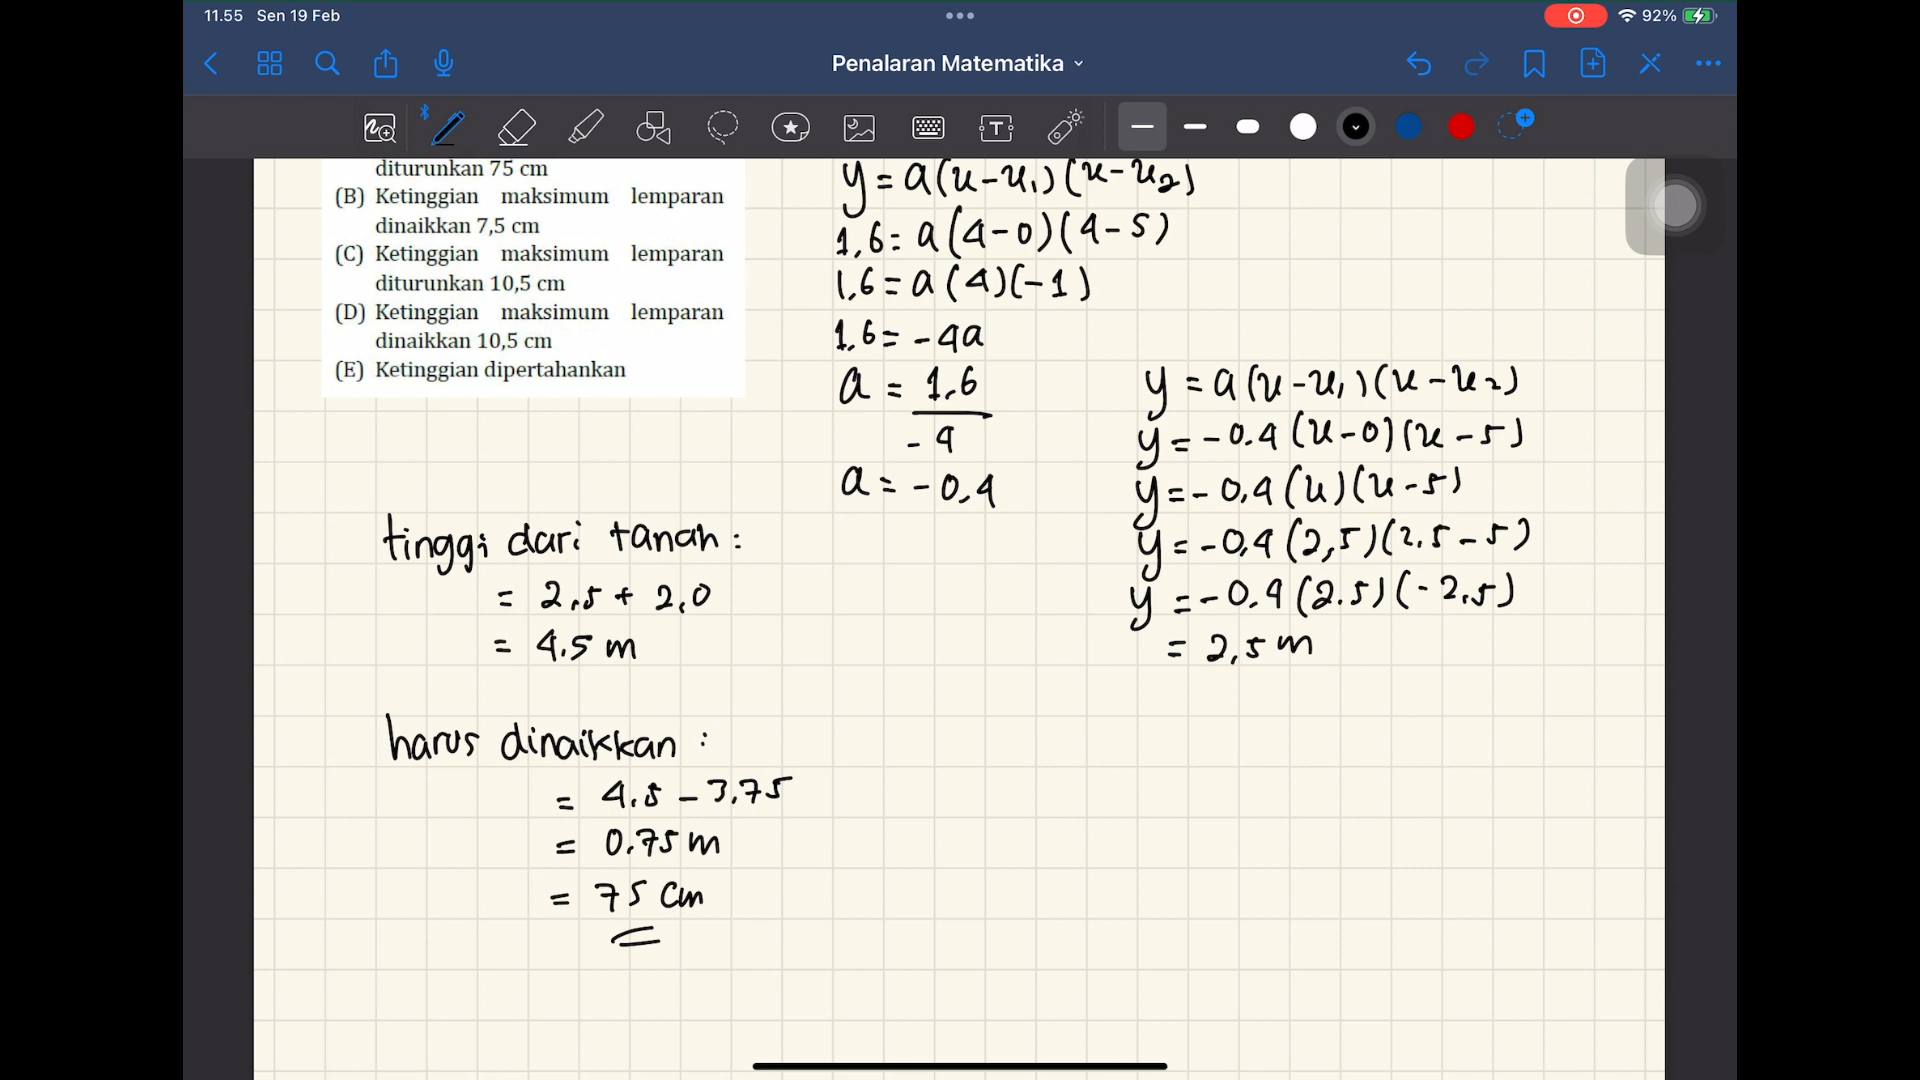 11.55 Sen 19 Feb
92%
Penalaran Matematika
T
diturunkan 75 cm
(B) Ketinggian maksimum lemparan
dinaikkan 7,5 cm
(C) Ketinggian maksimum lemparan
diturunkan 10,5 cm
(D) Ketinggian maksimum lemparan
dinaikkan 10,5 cm
(E) Ketinggian dipertahankan
y = a(x-x₁)(x-x₂)
1,6 = a(4-0)(4-5)
1,6 = a(4)(-1)
1,6 = -4a
a = 1,6
-4
a = -0,4
y = a(x-x₁)(x-x₂)
y = -0.4(x-0)(x-5)
y = -0,4(x)(x-5)
y = -0,4(2,5)(2,5-5)
y = -0.4(2.5)(-2,5)
= 2,5 m
tinggi dari tanah :
= 2,5 + 2,0
= 4,5 m
harus dinaikkan :
= 4,5 - 3,75
= 0,75 m
= 75 cm